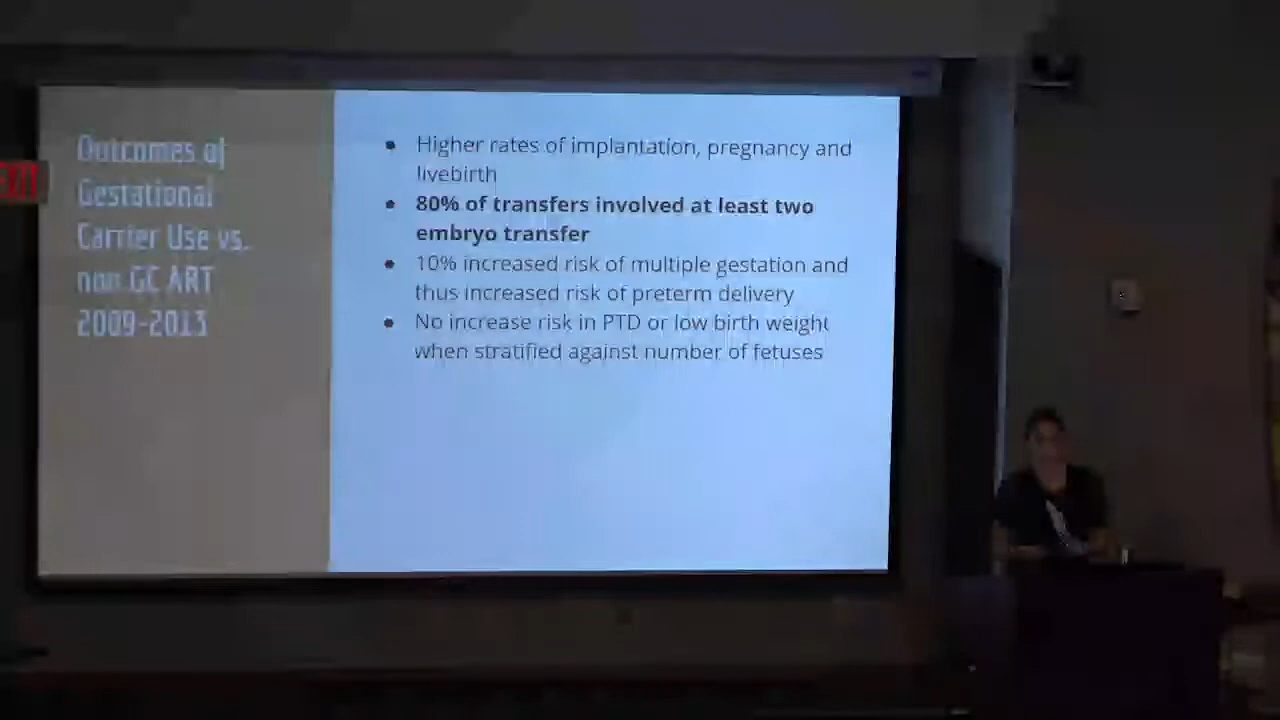 Outcomes of
Gestational
Carrier Use vs.
non GC ART
2009-2013
Higher rates of implantation, pregnancy and
livebirth
80% of transfers involved at least two
embryo transfer
10% increased risk of multiple gestation and
thus increased risk of preterm delivery
No increase risk in PTD or low birth weight
when stratified against number of fetuses
EXIT